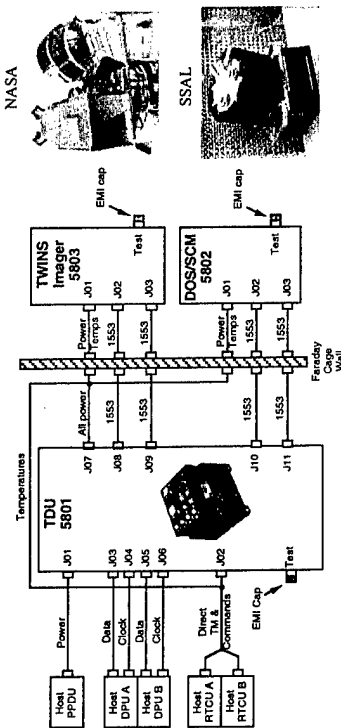 NASA
SSAL
TWINS
Imager
5803
J01
J02
J03
Test
EMI cap
DOS/SCM
5802
J01
J02
J03
Test
EMI cap
Power
Temps
1553
1553
Power
Temps
1553
1553
Faraday
Cage
Wall
Temperatures
All power
1553
1553
1553
1553
TDU
5801
J07
J08
J09
J10
J11
J01
J03
J04
J05
J06
J02
Test
EMI Cap
Power
Data
Clock
Data
Clock
Direct
TM &
Commands
Host
PPDU
Host
DPU A
Host
DPU B
Host
RTCU A
Host
RTCU B